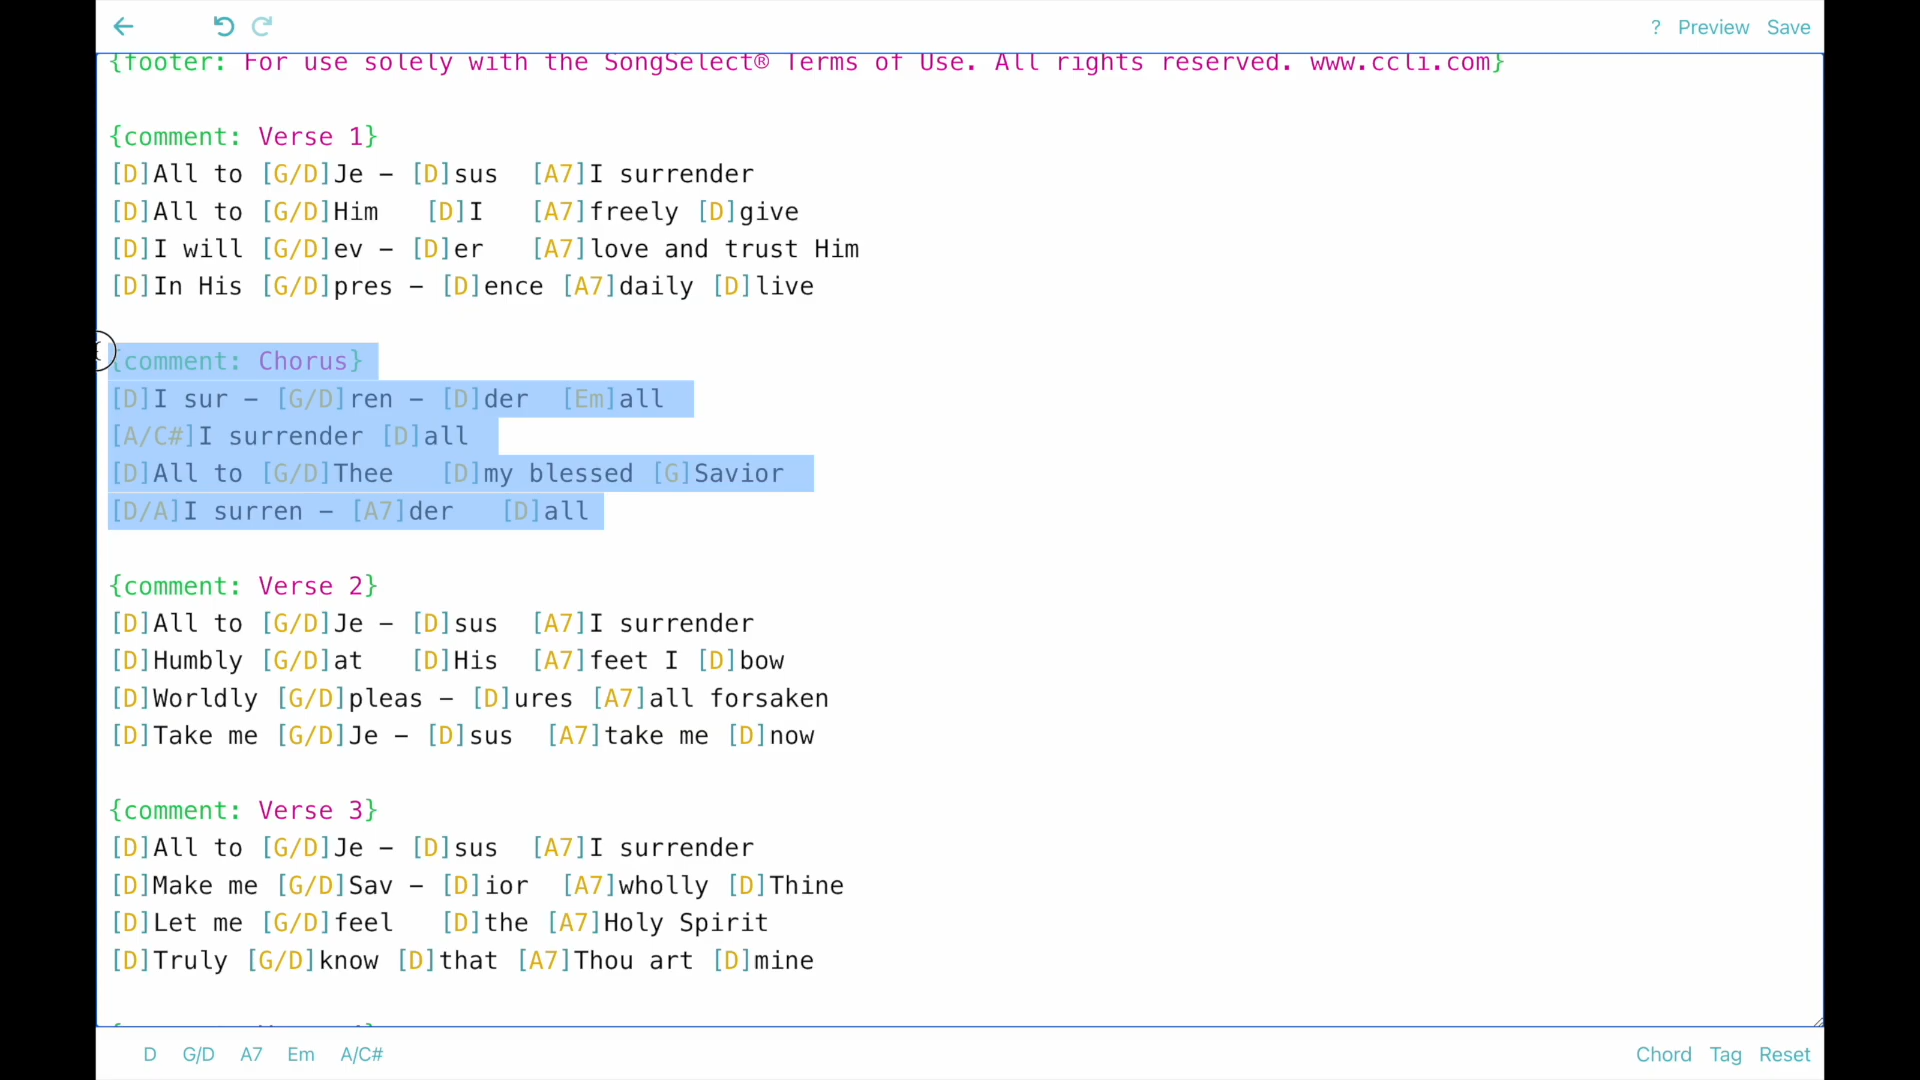 ? Preview Save
{footer: For use solely with the SongSelect® Terms of Use. All rights reserved. www.ccli.com}
{comment: Verse 1}
[D]All to [G/D]Je - [D]sus  [A7]I surrender
[D]All to [G/D]Him   [D]I   [A7]freely [D]give
[D]I will [G/D]ev - [D]er   [A7]love and trust Him
[D]In His [G/D]pres - [D]ence [A7]daily [D]live
{comment: Chorus}
[D]I sur - [G/D]ren - [D]der  [Em]all
[A/C#]I surrender [D]all
[D]All to [G/D]Thee   [D]my blessed [G]Savior
[D/A]I surren - [A7]der   [D]all
{comment: Verse 2}
[D]All to [G/D]Je - [D]sus  [A7]I surrender
[D]Humbly [G/D]at   [D]His  [A7]feet I [D]bow
[D]Worldly [G/D]pleas - [D]ures [A7]all forsaken
[D]Take me [G/D]Je - [D]sus  [A7]take me [D]now
{comment: Verse 3}
[D]All to [G/D]Je - [D]sus  [A7]I surrender
[D]Make me [G/D]Sav - [D]ior  [A7]wholly [D]Thine
[D]Let me [G/D]feel   [D]the [A7]Holy Spirit
[D]Truly [G/D]know [D]that [A7]Thou art [D]mine
D G/D A7 Em A/C# Chord Tag Reset